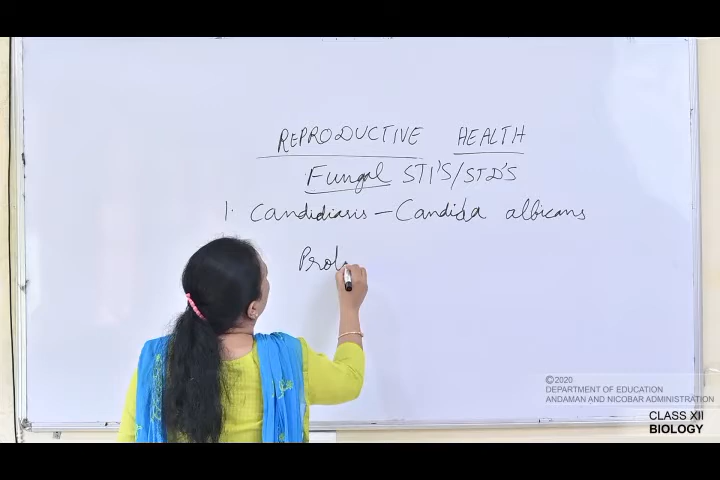 REPRODUCTIVE HEALTH
Fungal STI'S/STD'S
1. Candidiasis – Candida albicans
Prot
©2020
DEPARTMENT OF EDUCATION
ANDAMAN AND NICOBAR ADMINISTRATION
CLASS XII
BIOLOGY